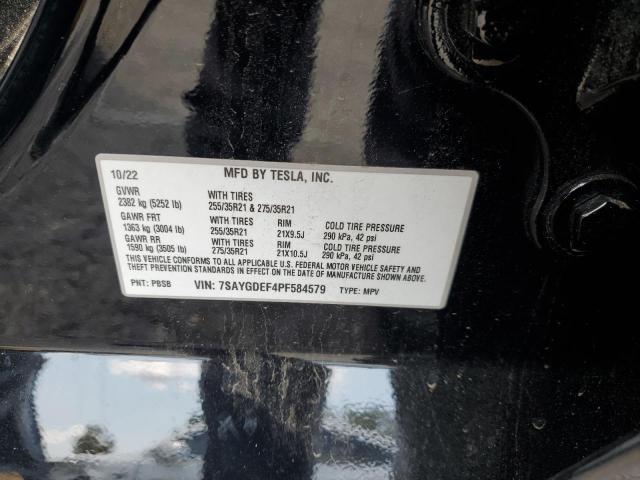 10/22 MFD BY TESLA, INC.
GVWR WITH TIRES
2382 kg (5252 lb) 255/35R21 & 275/35R21
GAWR FRT WITH TIRES RIM COLD TIRE PRESSURE
1363 kg (3004 lb) 255/35R21 21X9.5J 290 kPa, 42 psi
GAWR RR WITH TIRES RIM COLD TIRE PRESSURE
1590 kg (3505 lb) 275/35R21 21X10.5J 290 kPa, 42 psi
THIS VEHICLE CONFORMS TO ALL APPLICABLE U.S. FEDERAL MOTOR VEHICLE SAFETY AND
THEFT PREVENTION STANDARDS IN EFFECT ON THE DATE OF MANUFACTURE SHOWN ABOVE.
PNT: PBSB VIN: 7SAYGDEF4PF584579 TYPE: MPV